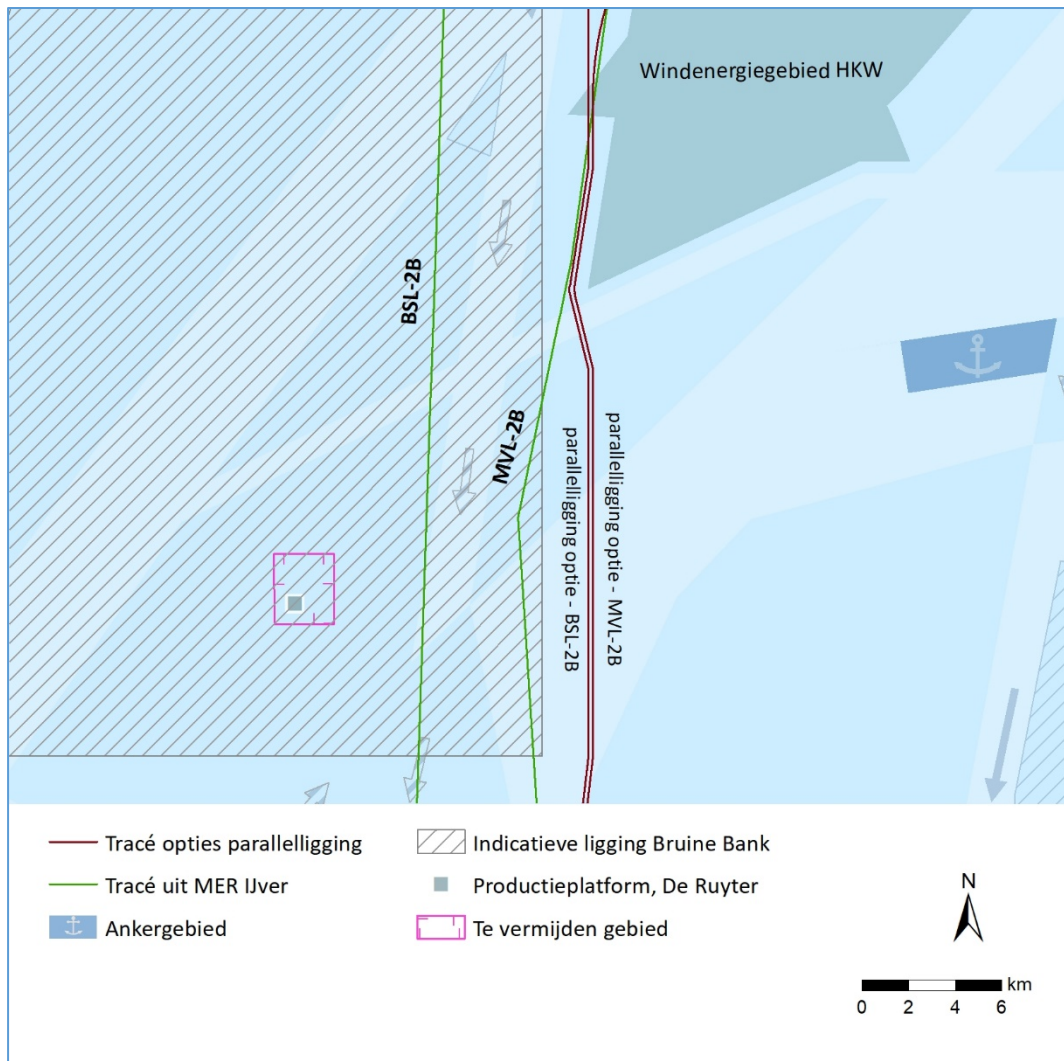 Windenergiegebied HKW
BSL-2B
MVL-2B
parallelligging optie - BSL-2B
parallelligging optie - MVL-2B
Tracé opties parallelligging
Tracé uit MER IJver
Ankergebied
Indicatieve ligging Bruine Bank
Productieplatform, De Ruyter
Te vermijden gebied
N
km
0 2 4 6